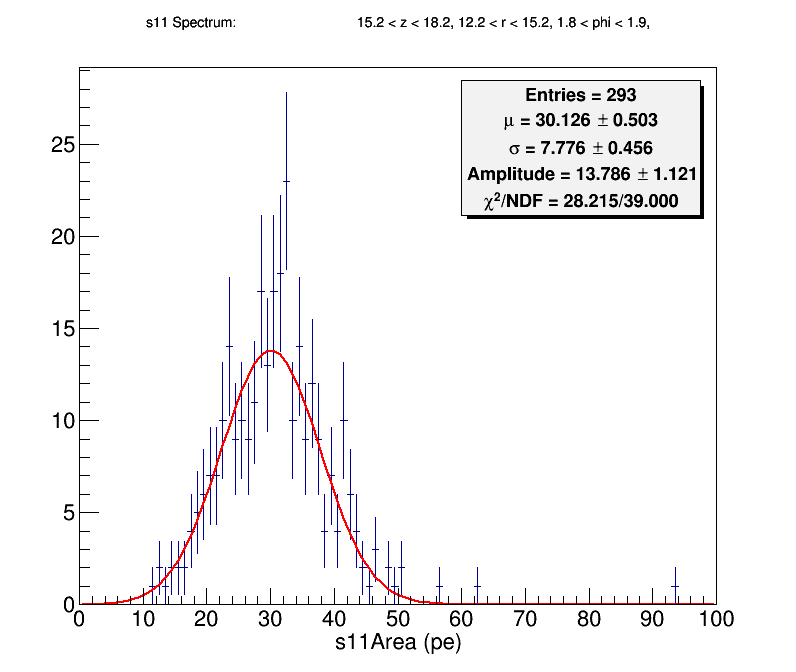 s11 Spectrum: 15.2 < z < 18.2, 12.2 < r < 15.2, 1.8 < phi < 1.9,
Entries = 293
μ = 30.126 ± 0.503
σ = 7.776 ± 0.456
Amplitude = 13.786 ± 1.121
χ²/NDF = 28.215/39.000
25
20
15
10
5
0
0 10 20 30 40 50 60 70 80 90 100
s11Area (pe)